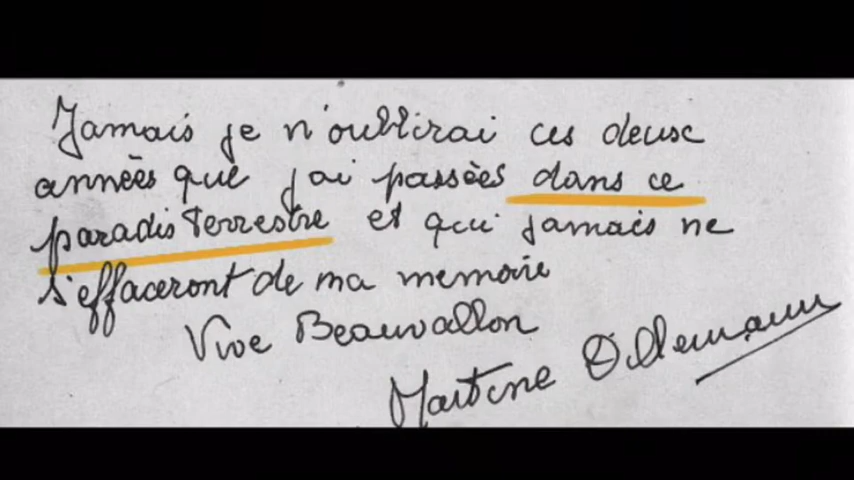 Jamais je n'oublirai ces deux
années que j'ai passées dans ce
paradis terrestre et qui jamais ne
s'effaceront de ma memoire
Vive Beauvallon
Martine